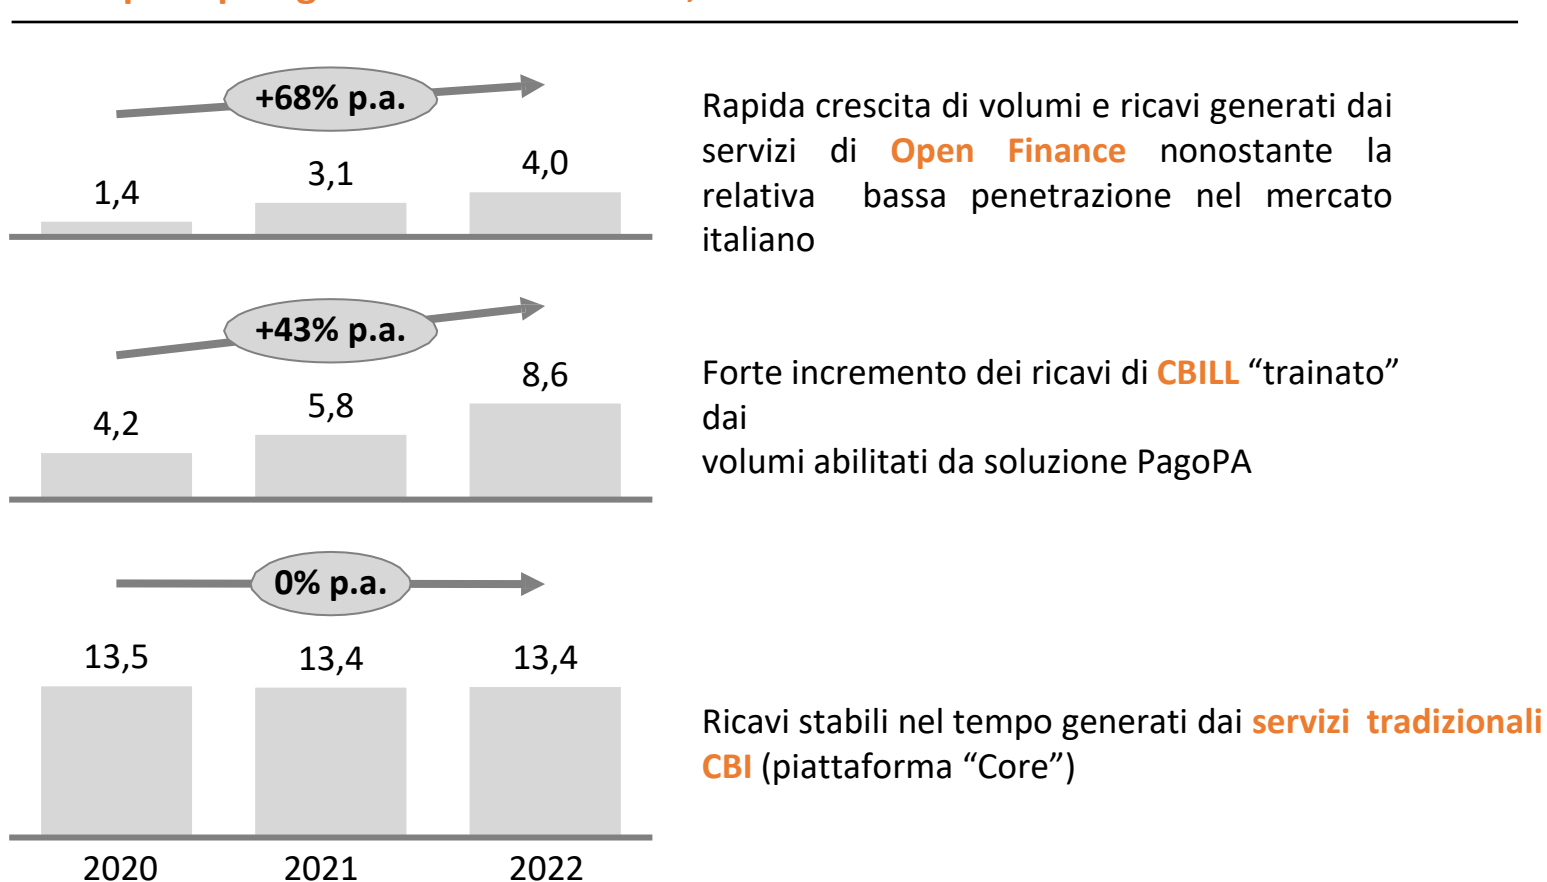 +68% p.a.
1,4
3,1
4,0
Rapida crescita di volumi e ricavi generati dai
servizi di Open Finance nonostante la
relativa bassa penetrazione nel mercato
italiano
+43% p.a.
4,2
5,8
8,6
Forte incremento dei ricavi di CBILL “trainato”
dai
volumi abilitati da soluzione PagoPA
0% p.a.
13,5
13,4
13,4
Ricavi stabili nel tempo generati dai servizi tradizionali
CBI (piattaforma “Core”)
2020
2021
2022